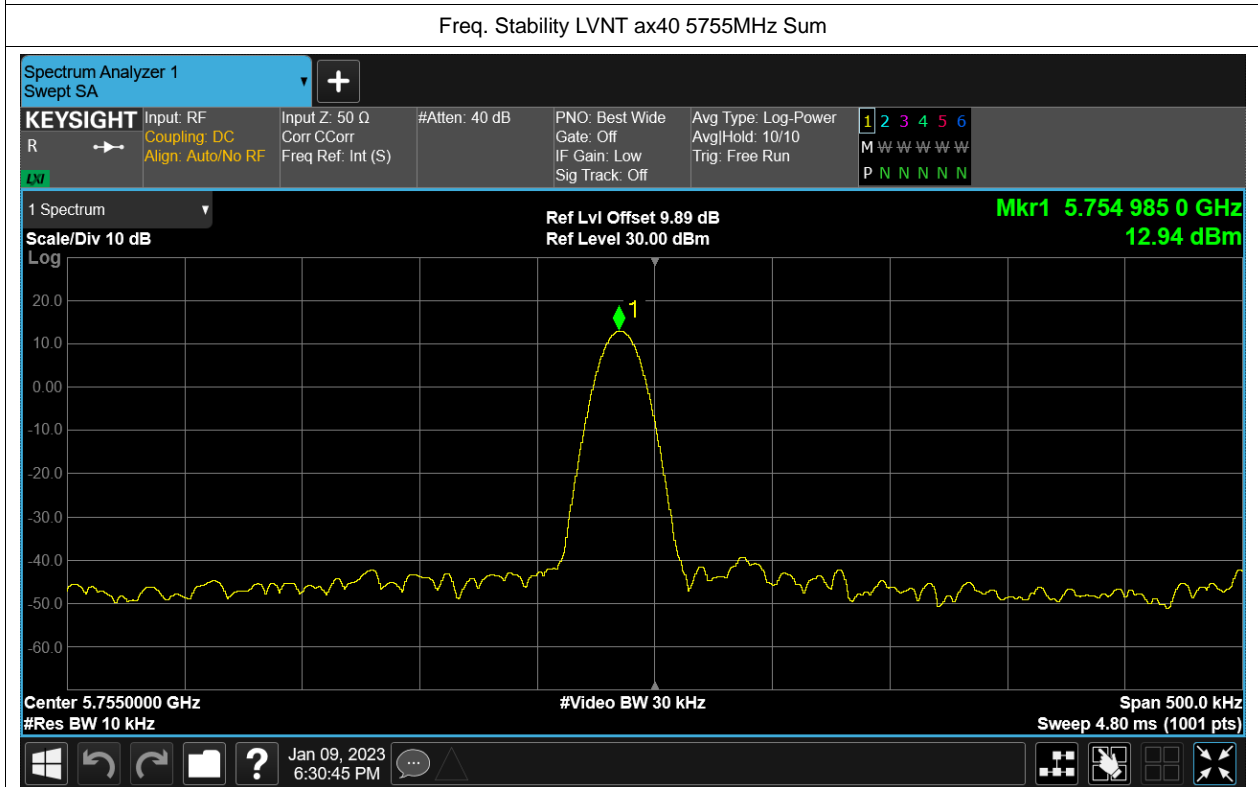 Freq. Stability LVNT ax40 5755MHz Sum
Spectrum Analyzer 1
Swept SA
KEYSIGHT
R
LXI
Input: RF
Coupling: DC
Align: Auto/No RF
Input Z: 50 Ω
Corr CCorr
Freq Ref: Int (S)
#Atten: 40 dB
PNO: Best Wide
Gate: Off
IF Gain: Low
Sig Track: Off
Avg Type: Log-Power
Avg|Hold: 10/10
Trig: Free Run
1 2 3 4 5 6
M W W W W W W
P N N N N N N
1 Spectrum
Scale/Div 10 dB
Log
Ref Lvl Offset 9.89 dB
Ref Level 30.00 dBm
Mkr1 5.754 985 0 GHz
12.94 dBm
1
20.0
10.0
0.00
-10.0
-20.0
-30.0
-40.0
-50.0
-60.0
Center 5.7550000 GHz
#Res BW 10 kHz
#Video BW 30 kHz
Span 500.0 kHz
Sweep 4.80 ms (1001 pts)
?
Jan 09, 2023
6:30:45 PM